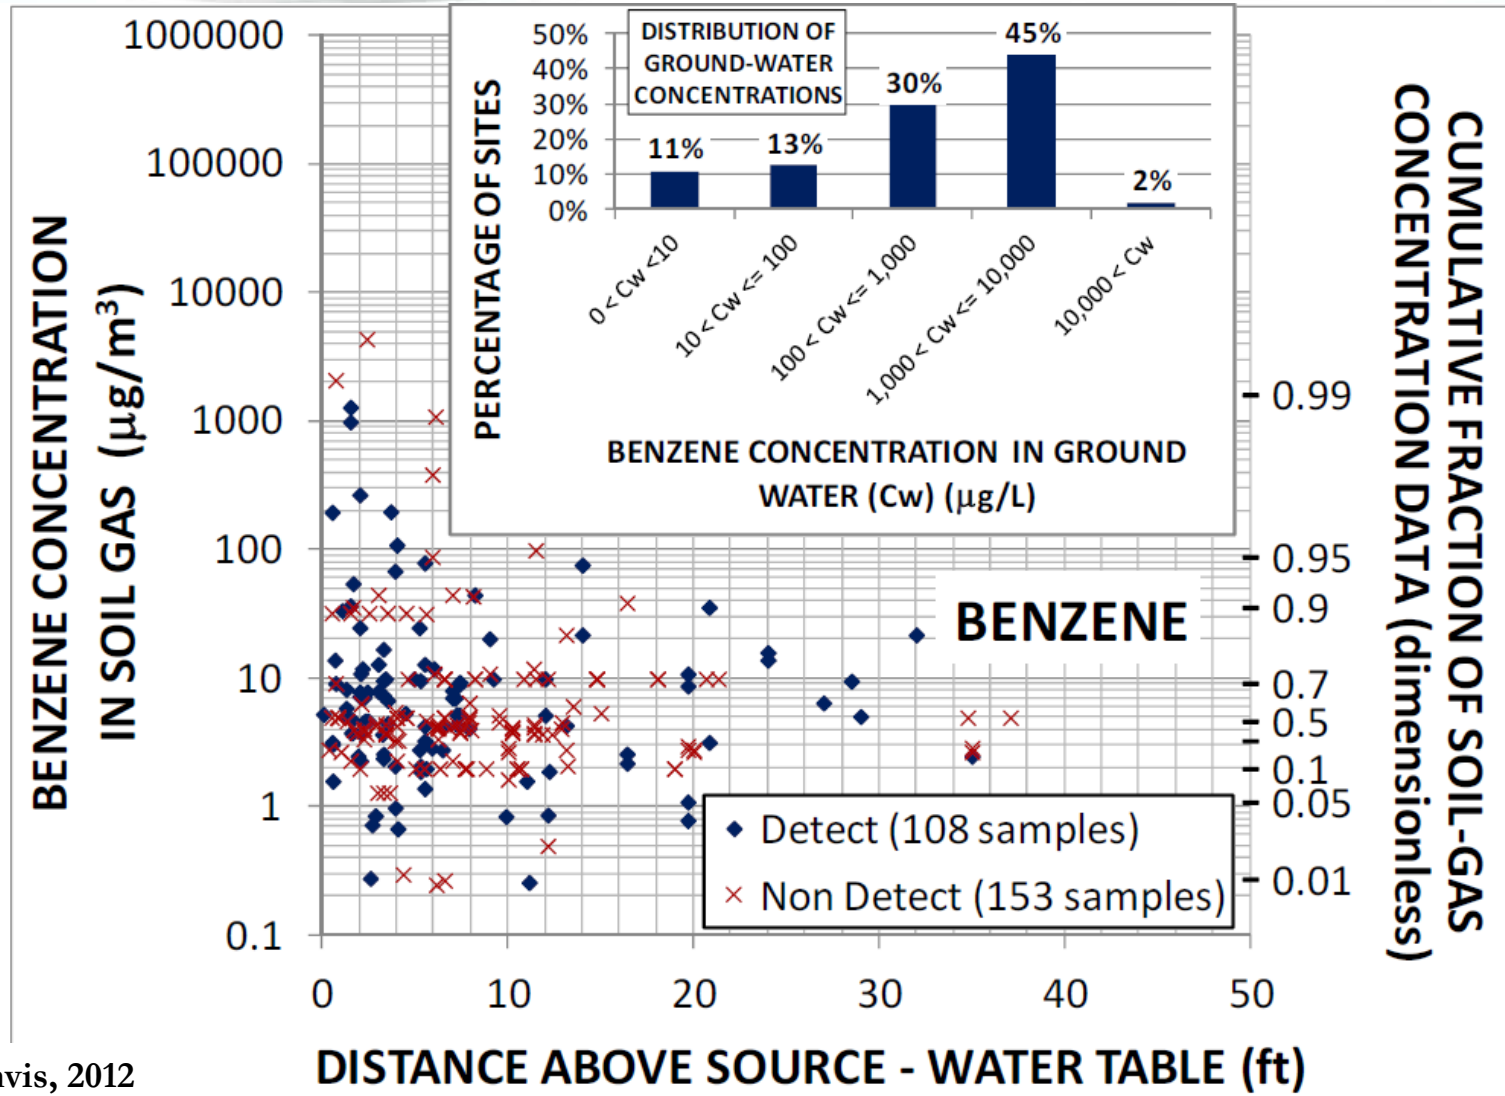 BENZENE CONCENTRATION
IN SOIL GAS (µg/m³)
1000000
100000
10000
1000
100
10
1
0.1
PERCENTAGE OF SITES
50%
40%
30%
20%
10%
0%
DISTRIBUTION OF
GROUND-WATER
CONCENTRATIONS
11%
13%
30%
45%
2%
0 < Cw <10
10 < Cw <= 100
100 < Cw <= 1,000
1,000 < Cw <= 10,000
10,000 < Cw
BENZENE CONCENTRATION IN GROUND
WATER (Cw) (µg/L)
BENZENE
Detect (108 samples)
Non Detect (153 samples)
0.99
0.95
0.9
0.7
0.5
0.1
0.05
0.01
CUMULATIVE FRACTION OF SOIL-GAS
CONCENTRATION DAT A (dimensionless)
0 10 20 30 40 50
DISTANCE ABOVE SOURCE - WATER TABLE (ft)
avis, 2012